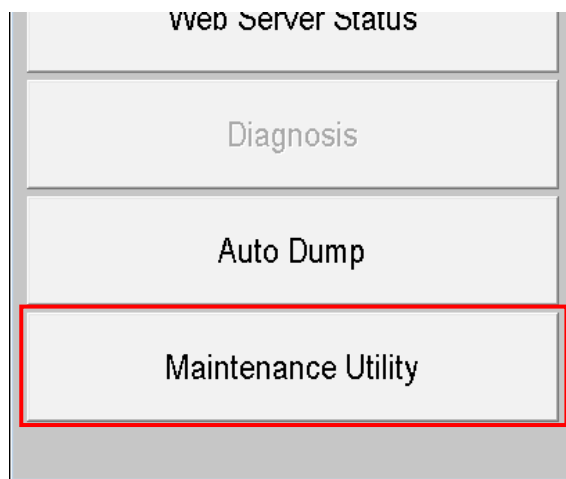 Web Server Status
Diagnosis
Auto Dump
Maintenance Utility